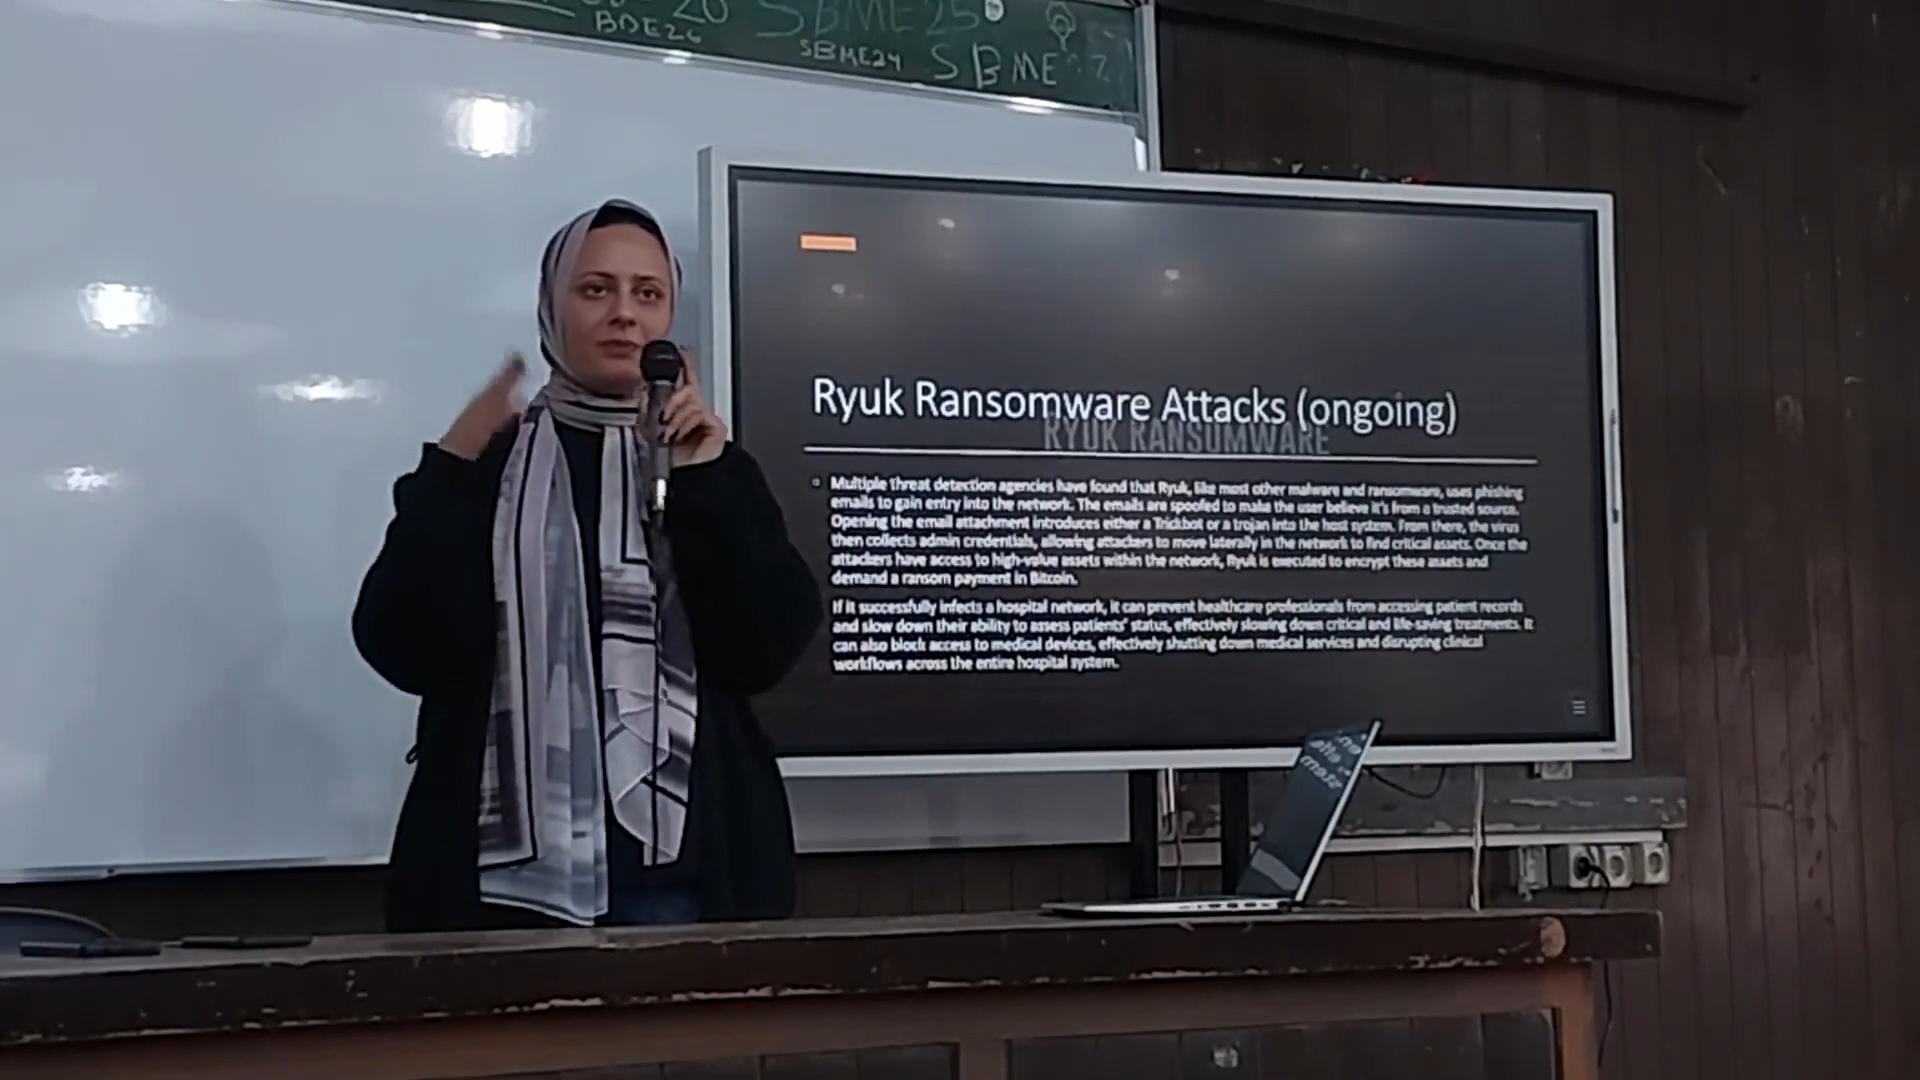 20 SBME25
BDE26
SBME24 SBME
Ryuk Ransomware Attacks (ongoing)
RYUK RANSOMWARE
Multiple threat detection agencies have found that Ryuk, like most other malware and ransomware, uses phishing
emails to gain entry into the network. The emails are spoofed to make the user believe it's from a trusted source.
Opening the email attachment introduces either a Trickbot or a trojan into the host system. From there, the virus
then collects admin credentials, allowing attackers to move laterally in the network to find critical assets. Once the
attackers have access to high-value assets within the network, Ryuk is executed to encrypt these assets and
demand a ransom payment in Bitcoin.
If it successfully infects a hospital network, it can prevent healthcare professionals from accessing patient records
and slow down their ability to assess patients' status, effectively slowing down critical and life-saving treatments. It
can also block access to medical devices, effectively shutting down medical services and disrupting clinical
workflows across the entire hospital system.